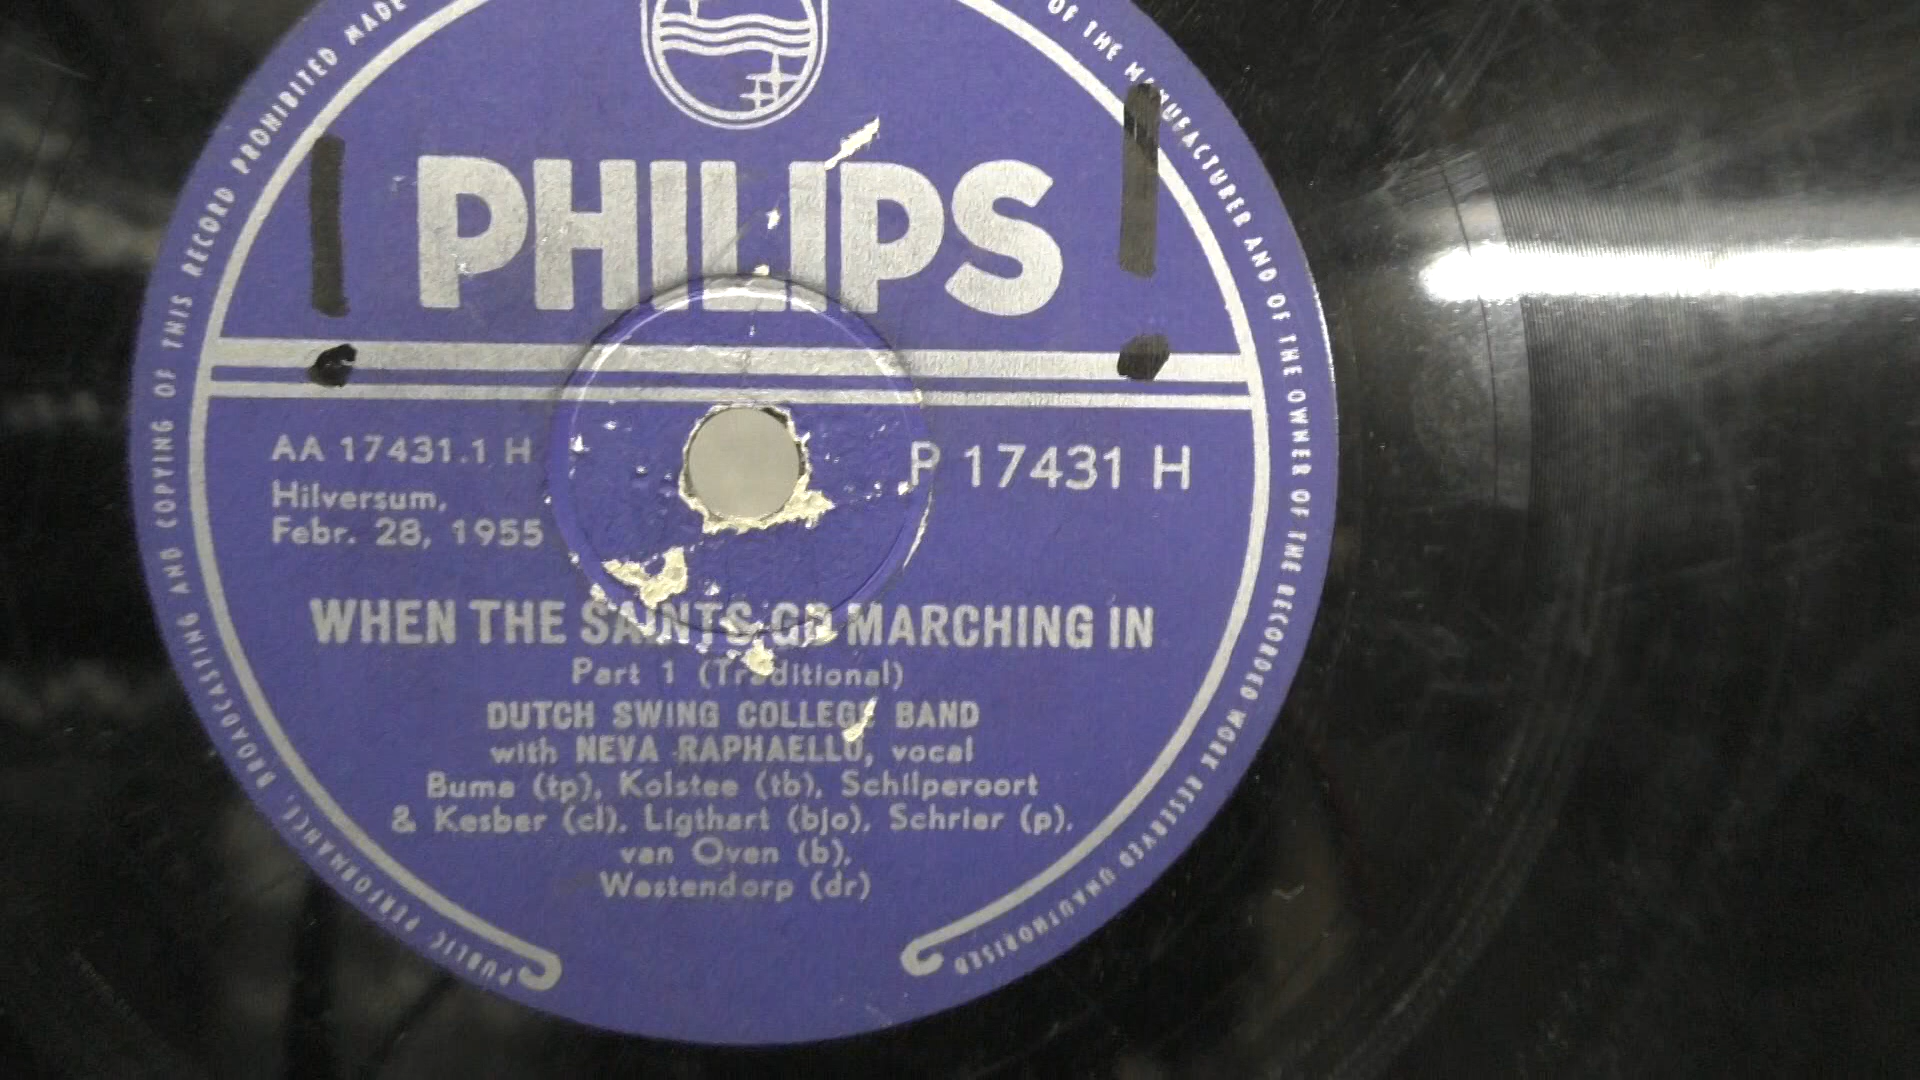 PHILIPS
AA 17431.1 H
P 17431 H
Hilversum,
Febr. 28, 1955
WHEN THE SAINTS GO MARCHING IN
Part 1 (Traditional)
DUTCH SWING COLLEGE BAND
with NEVA RAPHAELLO, vocal
Buma (tp), Kolstee (tb), Schilperoort
& Kesber (cl), Ligthart (bjo), Schrier (p),
van Oven (b),
Westendorp (dr)
OF THE MANUFACTURER AND OF THE OWNER OF THE RECORDED WORK RESERVED UNAUTHORISED
PUBLIC PERFORMANCE, BROADCASTING AND COPYING OF THIS RECORD PROHIBITED MADE